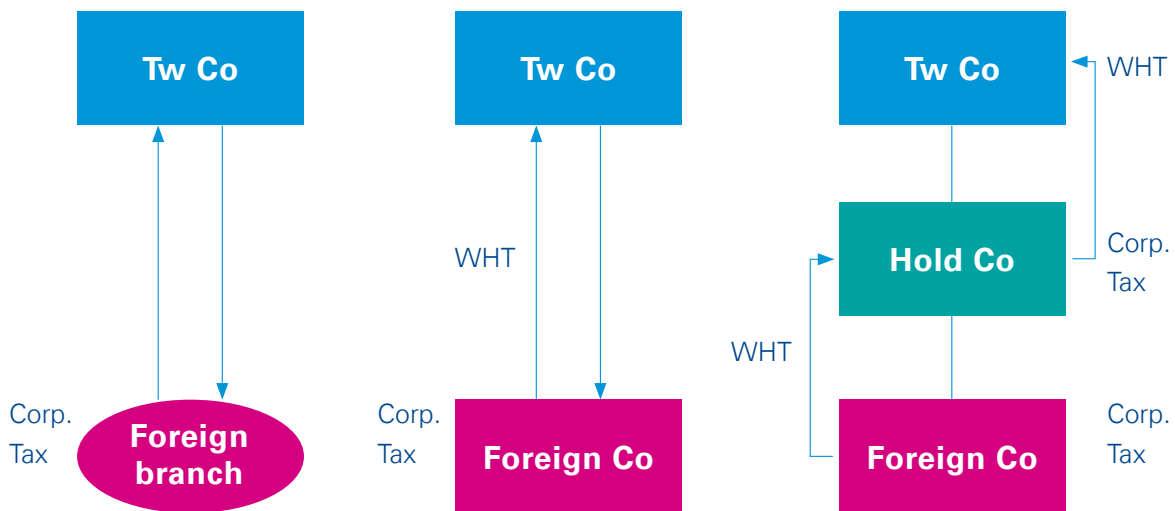 Tw Co
Corp.
Tax
Foreign
branch
Tw Co
WHT
Corp.
Tax
Foreign Co
Tw Co
WHT
Hold Co
Corp.
Tax
WHT
Foreign Co
Corp.
Tax